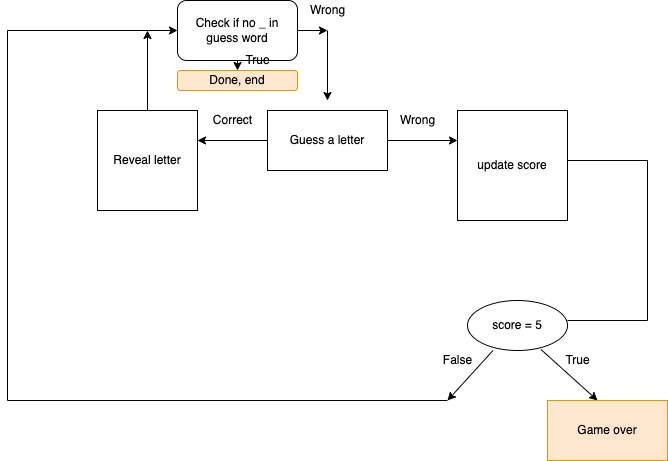 Wrong
Check if no _ in
guess word
True
Done, end
Correct
Guess a letter
Wrong
Reveal letter
update score
score = 5
False
True
Game over